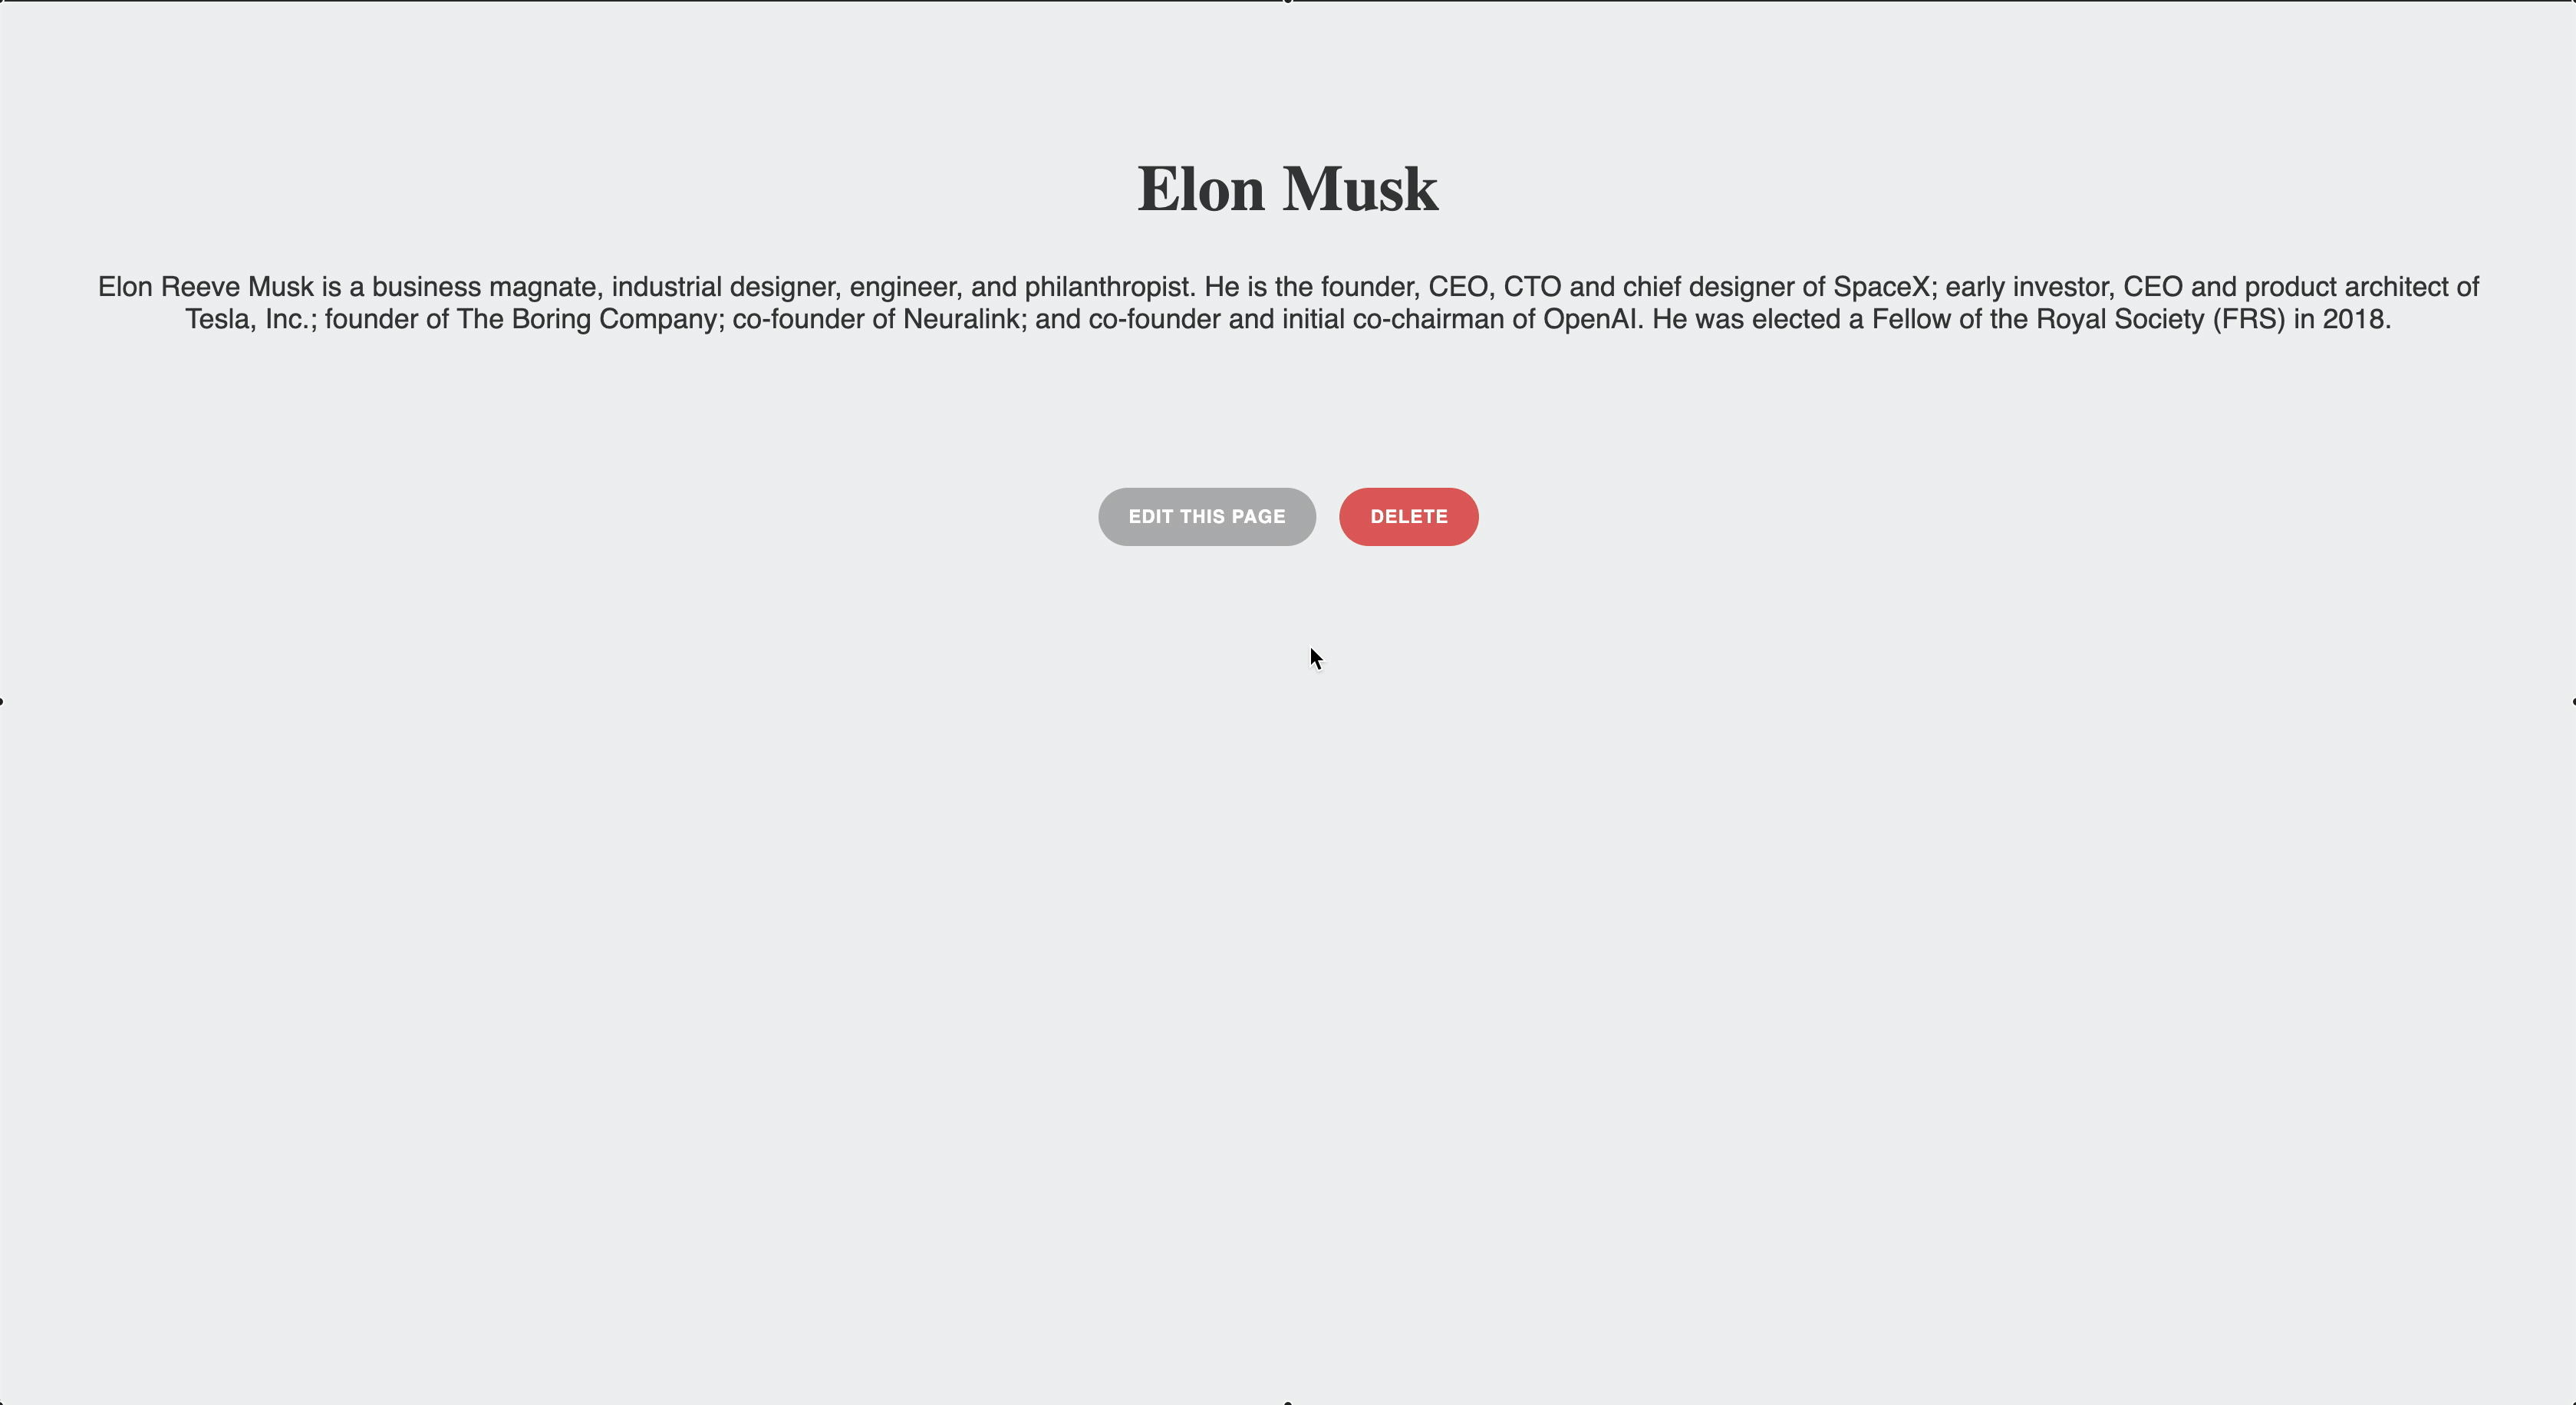 Elon Musk
Elon Reeve Musk is a business magnate, industrial designer, engineer, and philanthropist. He is the founder, CEO, CTO and chief designer of SpaceX; early investor, CEO and product architect of
Tesla, Inc.; founder of The Boring Company; co-founder of Neuralink; and co-founder and initial co-chairman of OpenAI. He was elected a Fellow of the Royal Society (FRS) in 2018.
EDIT THIS PAGE DELETE